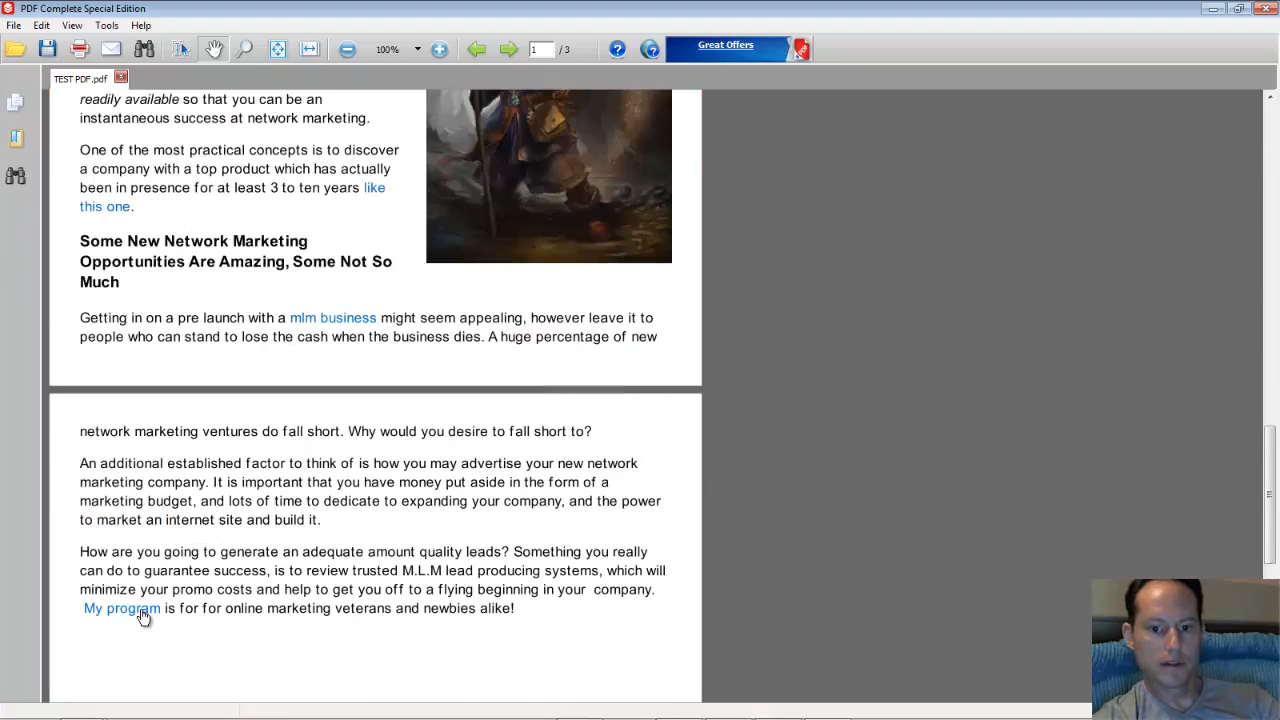 PDF Complete Special Edition
File Edit View Tools Help
100% 1 / 3 Great Offers
TEST PDF.pdf
readily available so that you can be an
instantaneous success at network marketing.
One of the most practical concepts is to discover
a company with a top product which has actually
been in presence for at least 3 to ten years like
this one.
Some New Network Marketing
Opportunities Are Amazing, Some Not So
Much
Getting in on a pre launch with a mlm business might seem appealing, however leave it to
people who can stand to lose the cash when the business dies. A huge percentage of new
network marketing ventures do fall short. Why would you desire to fall short to?
An additional established factor to think of is how you may advertise your new network
marketing company. It is important that you have money put aside in the form of a
marketing budget, and lots of time to dedicate to expanding your company, and the power
to market an internet site and build it.
How are you going to generate an adequate amount quality leads? Something you really
can do to guarantee success, is to review trusted M.L.M lead producing systems, which will
minimize your promo costs and help to get you off to a flying beginning in your  company.
My program is for for online marketing veterans and newbies alike!